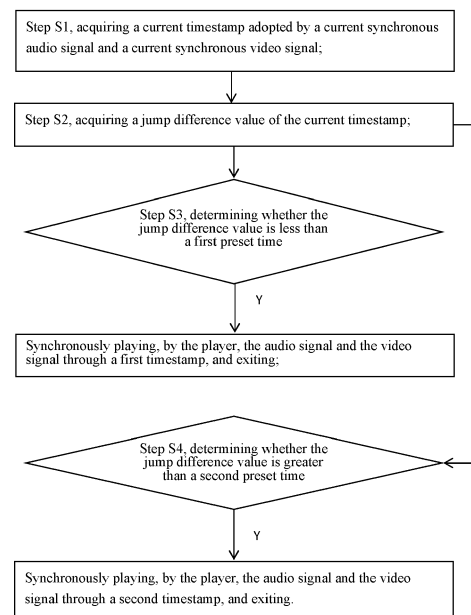 Step S1, acquiring a current timestamp adopted by a current synchronous
audio signal and a current synchronous video signal;
Step S2, acquiring a jump difference value of the current timestamp;
Step S3, determining whether the
jump difference value is less than
a first preset time
Y
Synchronously playing, by the player, the audio signal and the video
signal through a first timestamp, and exiting;
Step S4, determining whether the
jump difference value is greater
than a second preset time
Y
Synchronously playing, by the player, the audio signal and the video
signal through a second timestamp, and exiting.